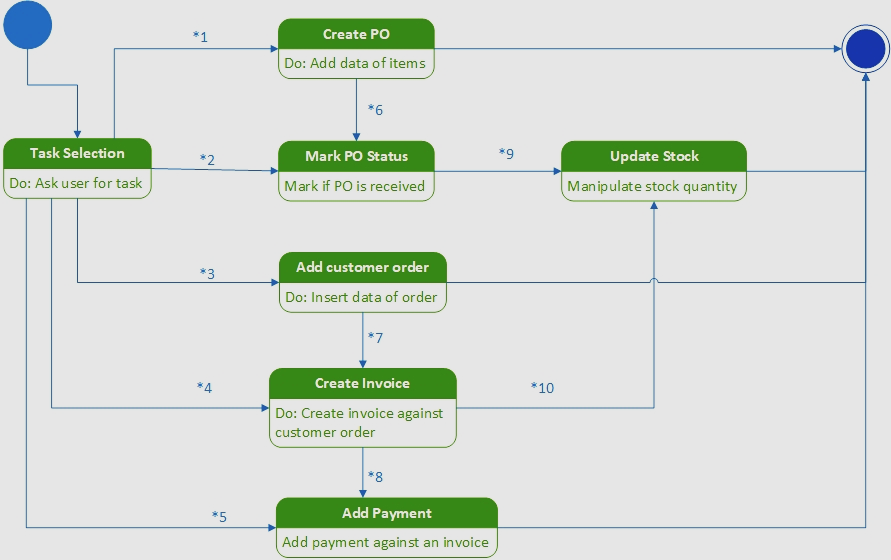 *1
Create PO
Do: Add data of items
*6
Task Selection
Do: Ask user for task
*2
Mark PO Status
Mark if PO is received
*9
Update Stock
Manipulate stock quantity
*3
Add customer order
Do: Insert data of order
*7
*4
Create Invoice
Do: Create invoice against
customer order
*10
*8
*5
Add Payment
Add payment against an invoice